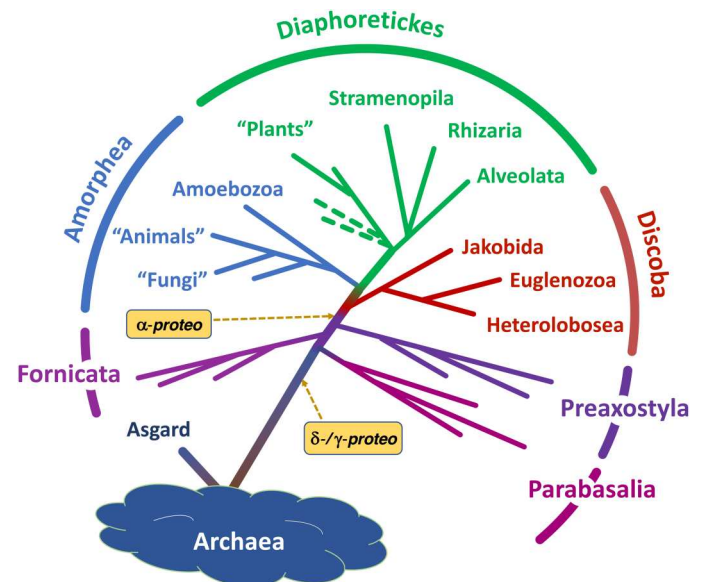 Diaphoretickes
Stramenopila
"Plants"
Rhizaria
Alveolata
Amorphea
Amoebozoa
"Animals"
"Fungi"
Jakobida
Euglenozoa
Heterolobosea
Discoba
α-proteo
Fornicata
Preaxostyla
Asgard
δ-/γ-proteo
Parabasalia
Archaea